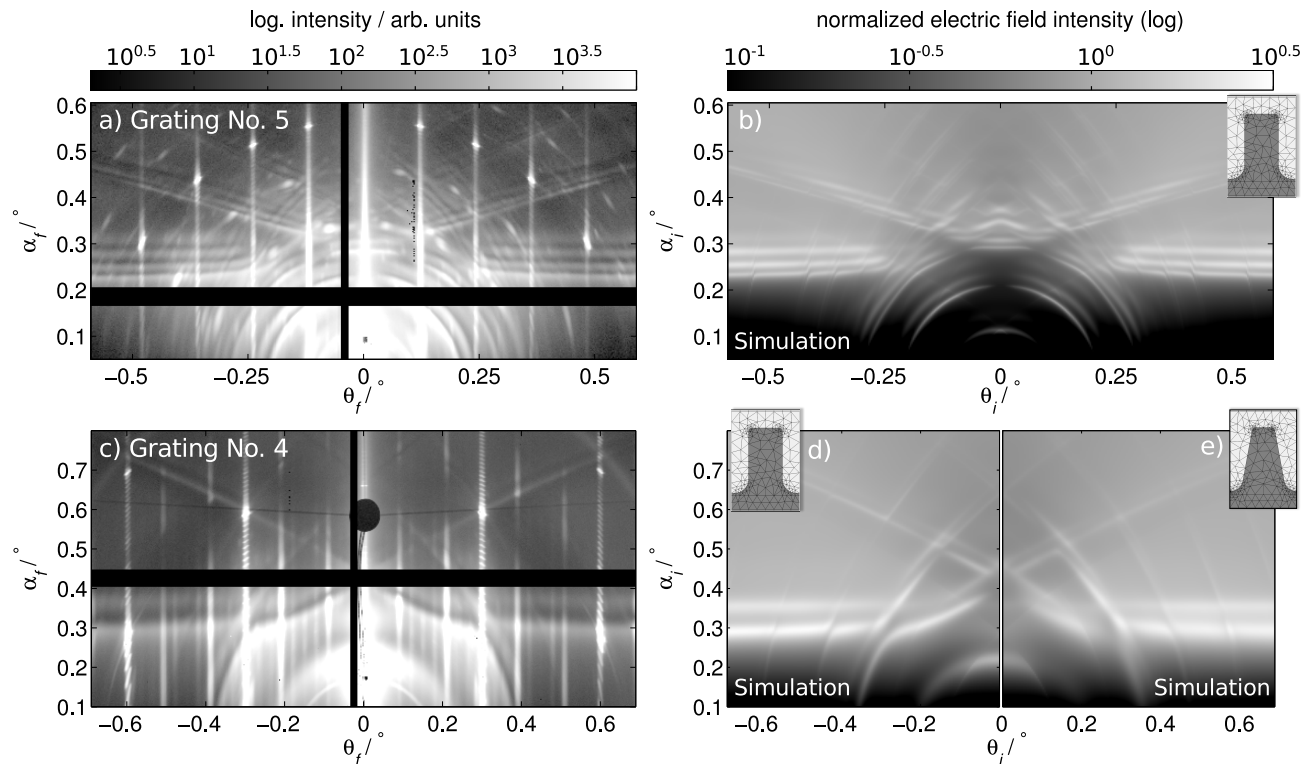 log. intensity / arb. units
normalized electric field intensity (log)
10^0.5 10^1 10^1.5 10^2 10^2.5 10^3 10^3.5
10^-1 10^-0.5 10^0 10^0.5
a) Grating No. 5
0.6
0.5
0.4
0.3
0.2
0.1
α_f / °
−0.5 −0.25 0 0.25 0.5
θ_f / °
b)
0.6
0.5
0.4
0.3
0.2
0.1
α_i / °
Simulation
−0.5 −0.25 0 0.25 0.5
θ_i / °
c) Grating No. 4
0.7
0.6
0.5
0.4
0.3
0.2
0.1
α_f / °
−0.6 −0.4 −0.2 0 0.2 0.4 0.6
θ_f / °
d)
e)
0.7
0.6
0.5
0.4
0.3
0.2
0.1
α_i / °
Simulation
Simulation
−0.6 −0.4 −0.2 0 0.2 0.4 0.6
θ_i / °